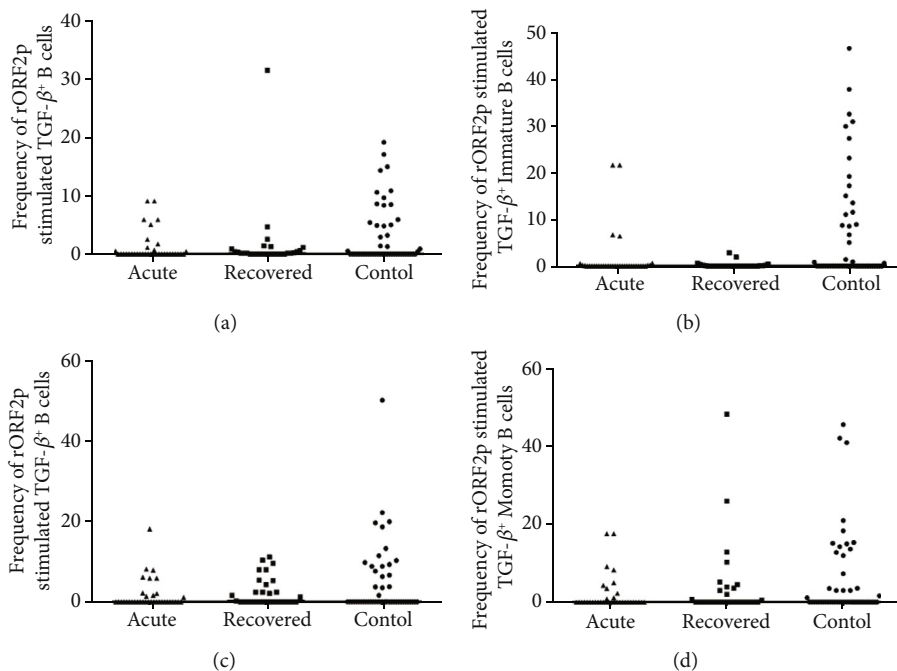 Frequency of rORF2p
stimulated TGF-β⁺ B cells
40
30
20
10
0
Acute
Recovered
Contol
(a)
Frequency of rORF2p stimulated
TGF-β⁺ Immature B cells
50
40
30
20
10
0
Acute
Recovered
Contol
(b)
Frequency of rORF2p
stimulated TGF-β⁺ B cells
60
40
20
0
Acute
Recovered
Contol
(c)
Frequency of rORF2p stimulated
TGF-β⁺ Momoty B cells
60
40
20
0
Acute
Recovered
Contol
(d)